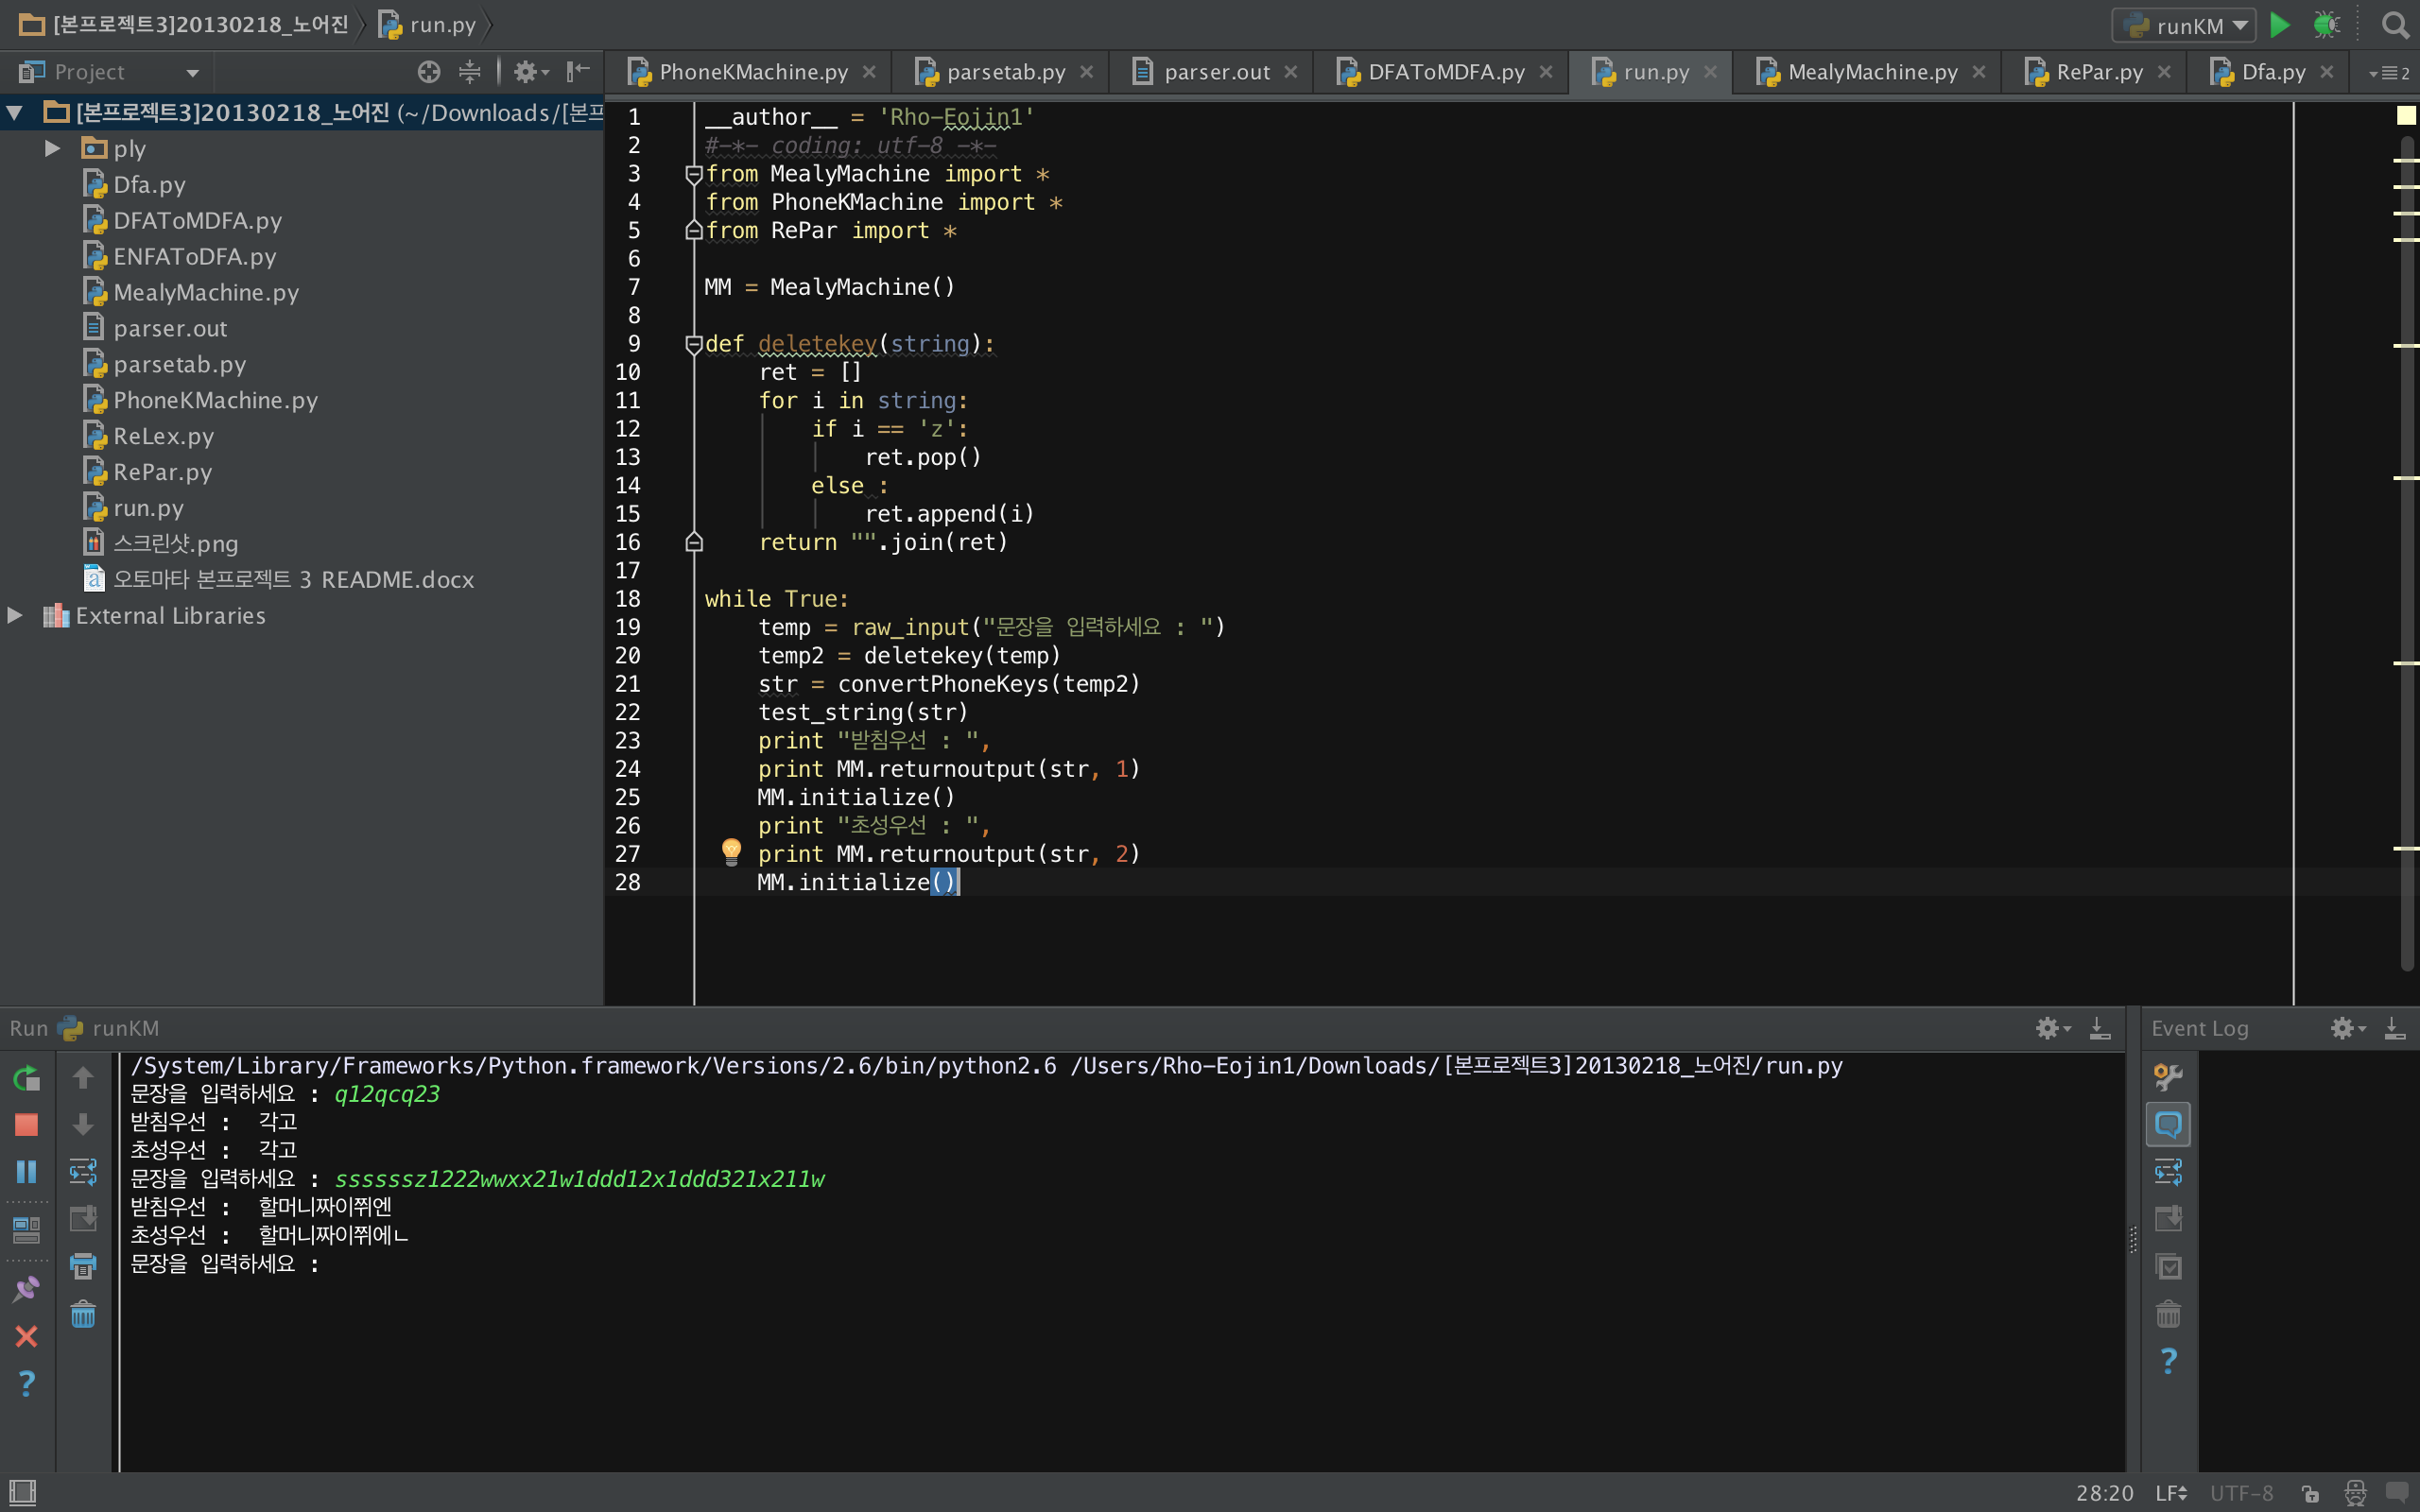 [본프로젝트3]20130218_노어진 run.py
runKM
Project
PhoneKMachine.py parsetab.py parser.out DFAToMDFA.py run.py MealyMachine.py RePar.py Dfa.py 2
[본프로젝트3]20130218_노어진 (~/Downloads/[본프
ply
Dfa.py
DFAToMDFA.py
ENFAToDFA.py
MealyMachine.py
parser.out
parsetab.py
PhoneKMachine.py
ReLex.py
RePar.py
run.py
스크린샷.png
오토마타 본프로젝트 3 README.docx
External Libraries
1 __author__ = 'Rho-Eojin1'
2 #-*- coding: utf-8 -*-
3 from MealyMachine import *
4 from PhoneKMachine import *
5 from RePar import *
6
7 MM = MealyMachine()
8
9 def deletekey(string):
10     ret = []
11     for i in string:
12         if i == 'z':
13             ret.pop()
14         else :
15             ret.append(i)
16     return "".join(ret)
17
18 while True:
19     temp = raw_input("문장을 입력하세요 : ")
20     temp2 = deletekey(temp)
21     str = convertPhoneKeys(temp2)
22     test_string(str)
23     print "받침우선 : ",
24     print MM.returnoutput(str, 1)
25     MM.initialize()
26     print "초성우선 : ",
27     print MM.returnoutput(str, 2)
28     MM.initialize()
Run runKM
Event Log
/System/Library/Frameworks/Python.framework/Versions/2.6/bin/python2.6 /Users/Rho-Eojin1/Downloads/[본프로젝트3]20130218_노어진/run.py
문장을 입력하세요 : q12qcq23
받침우선 :  각고
초성우선 :  각고
문장을 입력하세요 : ssssssz1222wwxx21w1ddd12x1ddd321x211w
받침우선 :  할머니짜이쮜엔
초성우선 :  할머니짜이쮜에ㄴ
문장을 입력하세요 :
28:20 LF UTF-8